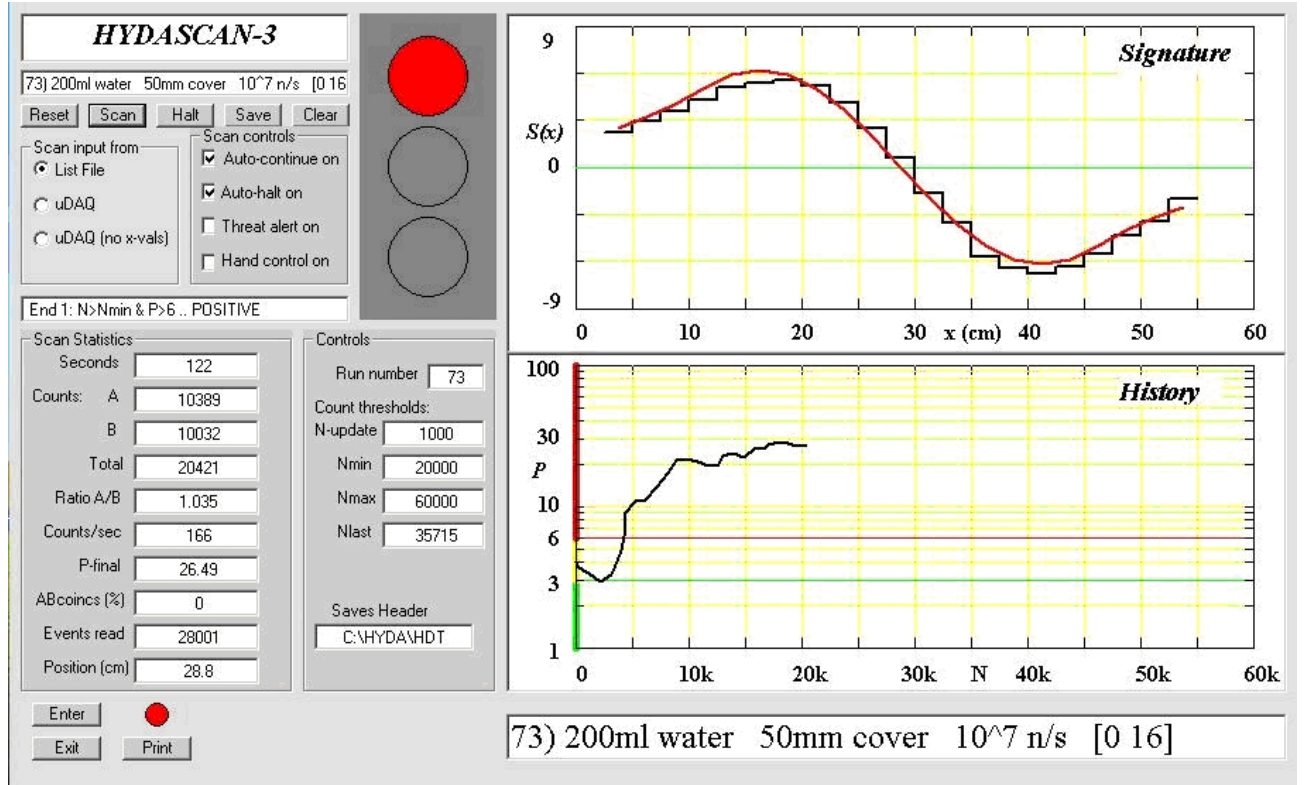 HYDASCAN-3
73) 200ml water 50mm cover 10^7 n/s [0 16
Reset Scan Halt Save Clear
Scan input from
List File
uDAQ
uDAQ (no x-vals)
Scan controls
Auto-continue on
Auto-halt on
Threat alert on
Hand control on
End 1: N>Nmin & P>6 .. POSITIVE
Scan Statistics
Seconds 122
Counts: A 10389
B 10032
Total 20421
Ratio A/B 1.035
Counts/sec 166
P-final 26.49
ABcoincs (%) 0
Events read 28001
Position (cm) 28.8
Controls
Run number 73
Count thresholds:
N-update 1000
Nmin 20000
Nmax 60000
Nlast 35715
Saves Header
C:\HYDA\HDT
Enter
Exit Print
Signature
9
S(x)
0
-9
0 10 20 30 x (cm) 40 50 60
History
100
30
P
10
6
3
1
0 10k 20k 30k N 40k 50k 60k
73) 200ml water 50mm cover 10^7 n/s [0 16]